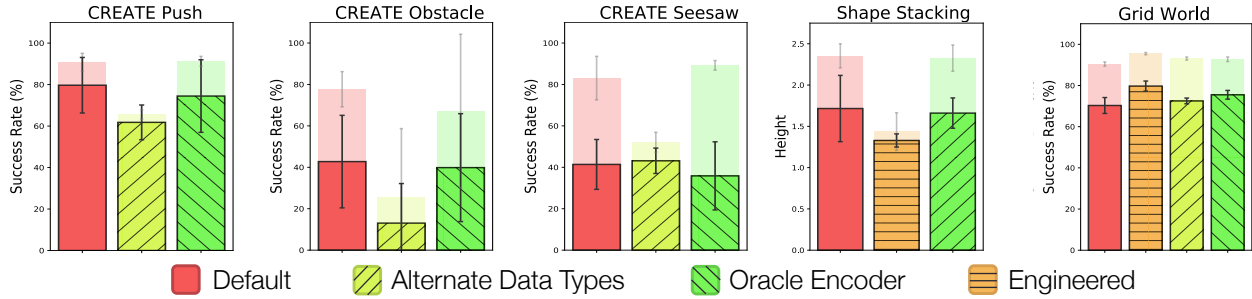 CREATE Push
CREATE Obstacle
CREATE Seesaw
Shape Stacking
Grid World
Success Rate (%)
100
80
60
40
20
0
Success Rate (%)
100
80
60
40
20
0
Success Rate (%)
100
80
60
40
20
0
Height
2.5
2.0
1.5
1.0
0.5
0.0
Success Rate (%)
100
80
60
40
20
0
Default
Alternate Data Types
Oracle Encoder
Engineered